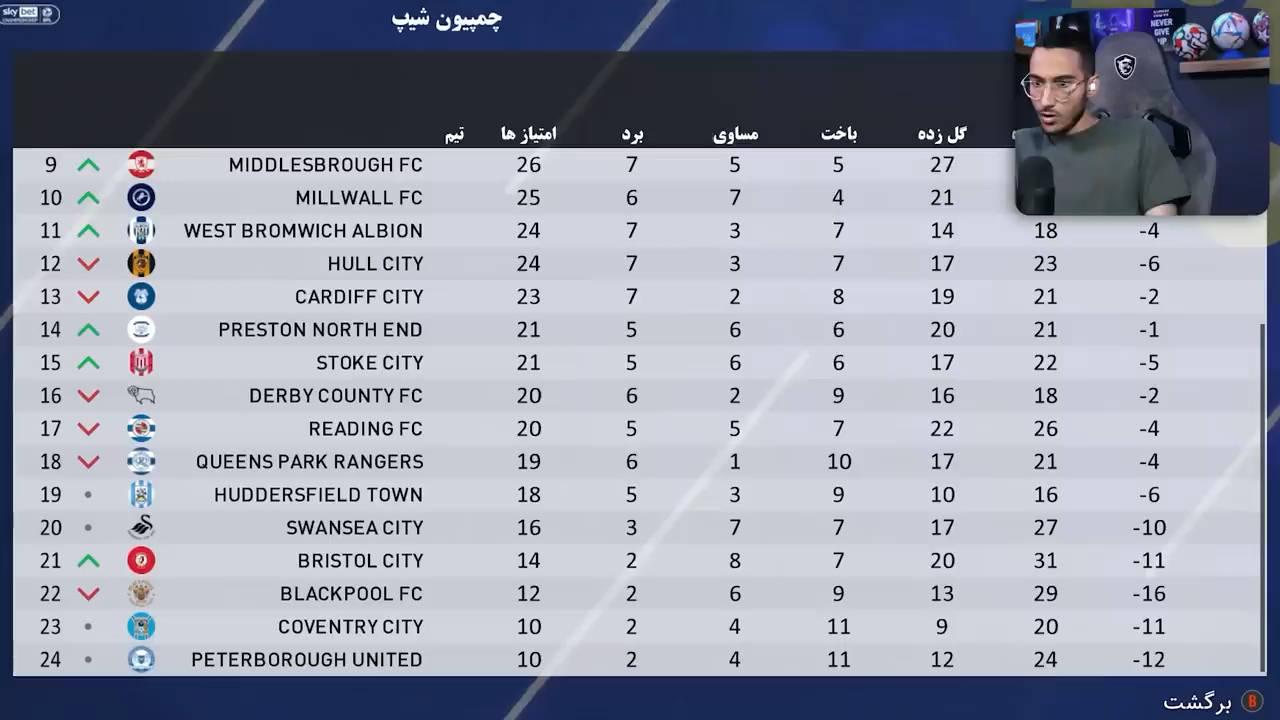 sky bet
CHAMPIONSHIP EFL
چمپیون شیپ
NEVER
GIVE
UP
تیم امتیاز ها برد مساوی باخت گل زده
9 MIDDLESBROUGH FC 26 7 5 5 27
10 MILLWALL FC 25 6 7 4 21
11 WEST BROMWICH ALBION 24 7 3 7 14 18 -4
12 HULL CITY 24 7 3 7 17 23 -6
13 CARDIFF CITY 23 7 2 8 19 21 -2
14 PRESTON NORTH END 21 5 6 6 20 21 -1
15 STOKE CITY 21 5 6 6 17 22 -5
16 DERBY COUNTY FC 20 6 2 9 16 18 -2
17 READING FC 20 5 5 7 22 26 -4
18 QUEENS PARK RANGERS 19 6 1 10 17 21 -4
19 HUDDERSFIELD TOWN 18 5 3 9 10 16 -6
20 SWANSEA CITY 16 3 7 7 17 27 -10
21 BRISTOL CITY 14 2 8 7 20 31 -11
22 BLACKPOOL FC 12 2 6 9 13 29 -16
23 COVENTRY CITY 10 2 4 11 9 20 -11
24 PETERBOROUGH UNITED 10 2 4 11 12 24 -12
برگشت B